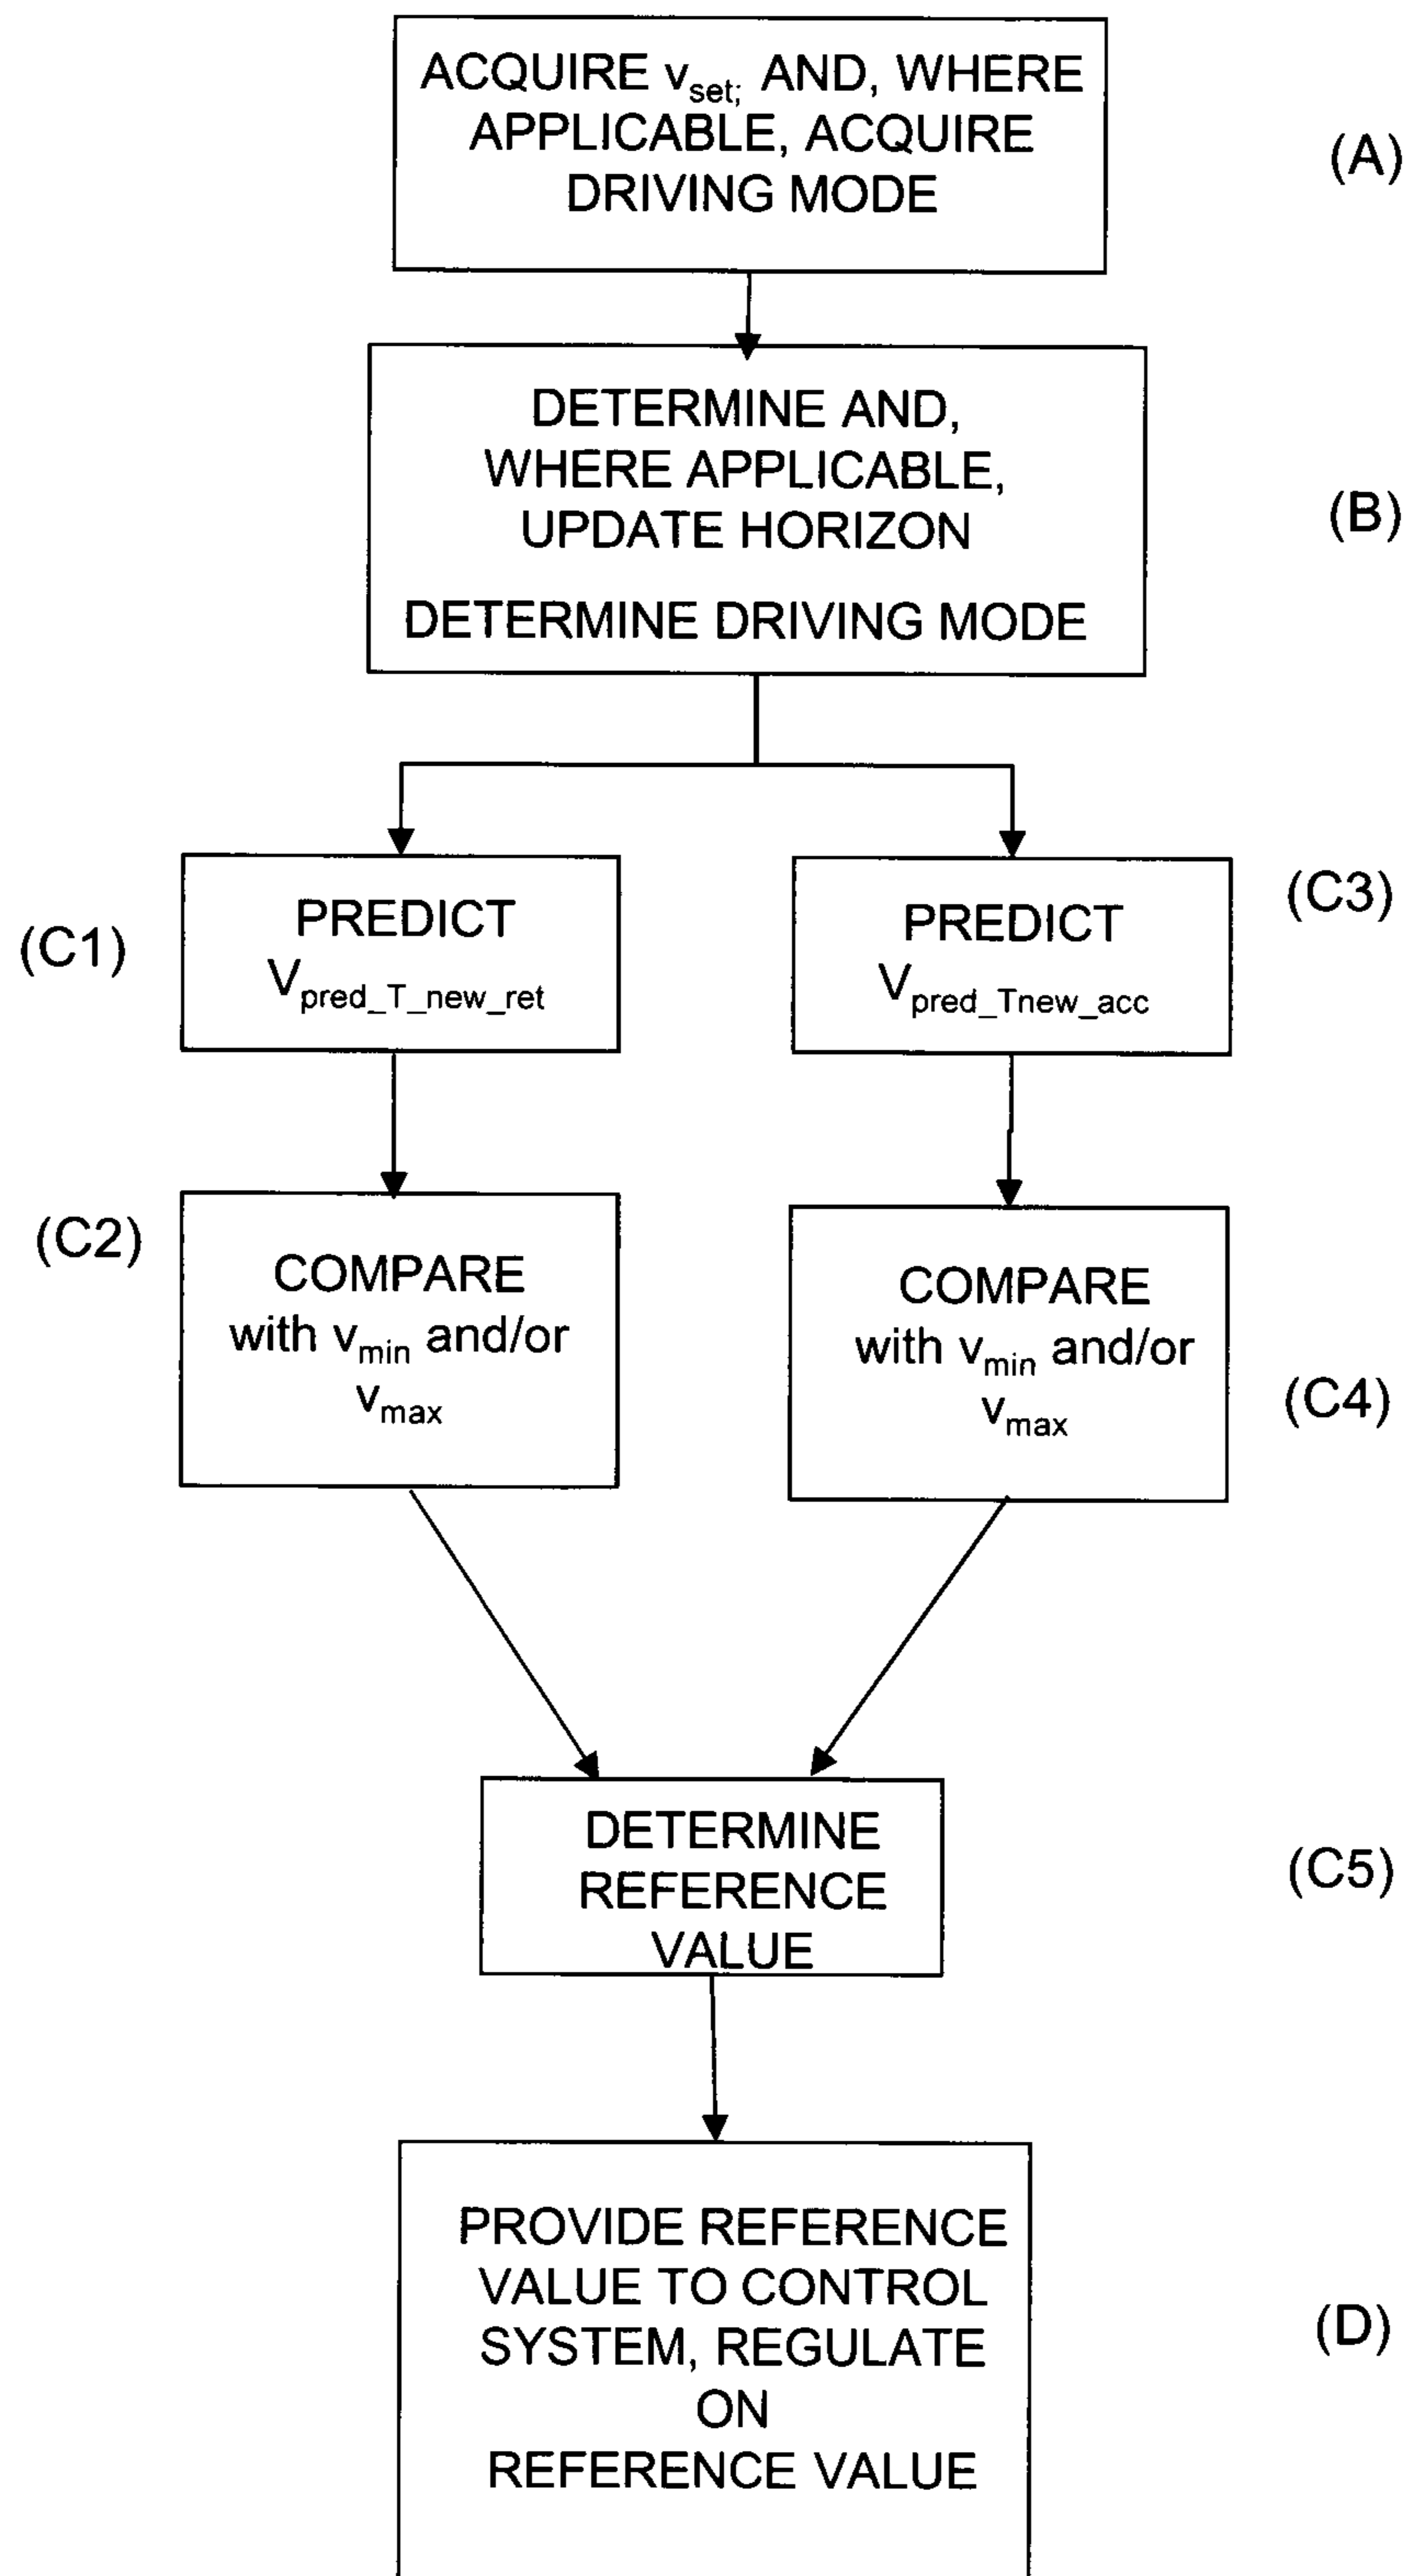 ACQUIRE vset; AND, WHERE
APPLICABLE, ACQUIRE
DRIVING MODE
(A)
DETERMINE AND,
WHERE APPLICABLE,
UPDATE HORIZON
DETERMINE DRIVING MODE
(B)
(C1)
PREDICT
Vpred_T_new_ret
PREDICT
Vpred_Tnew_acc
(C3)
(C2)
COMPARE
with vmin and/or
vmax
COMPARE
with vmin and/or
vmax
(C4)
DETERMINE
REFERENCE
VALUE
(C5)
PROVIDE REFERENCE
VALUE TO CONTROL
SYSTEM, REGULATE
ON
REFERENCE VALUE
(D)